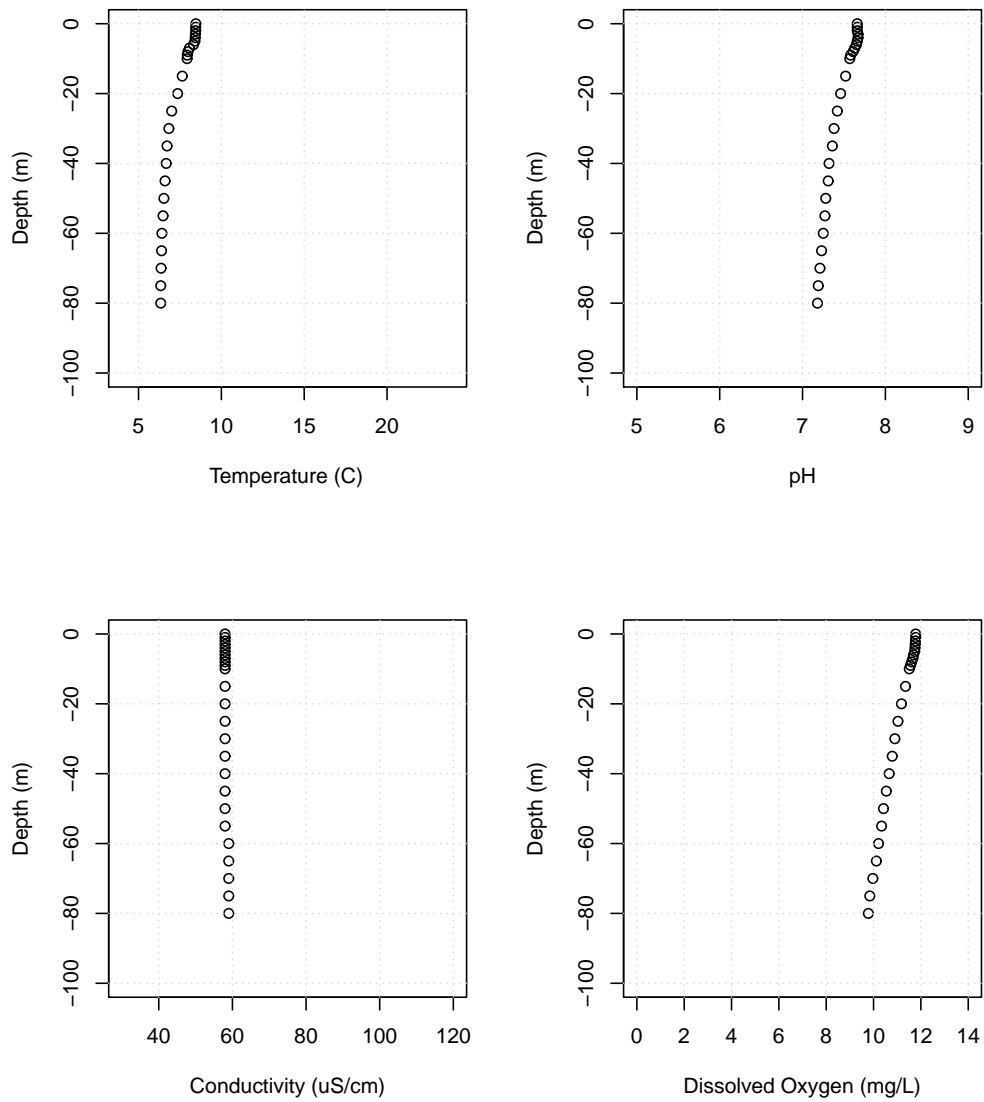 0
−20
−40
−60
−80
−100
Depth (m)
5 10 15 20
Temperature (C)
0
−20
−40
−60
−80
−100
Depth (m)
5 6 7 8 9
pH
0
−20
−40
−60
−80
−100
Depth (m)
40 60 80 100 120
Conductivity (uS/cm)
0
−20
−40
−60
−80
−100
Depth (m)
0 2 4 6 8 10 12 14
Dissolved Oxygen (mg/L)